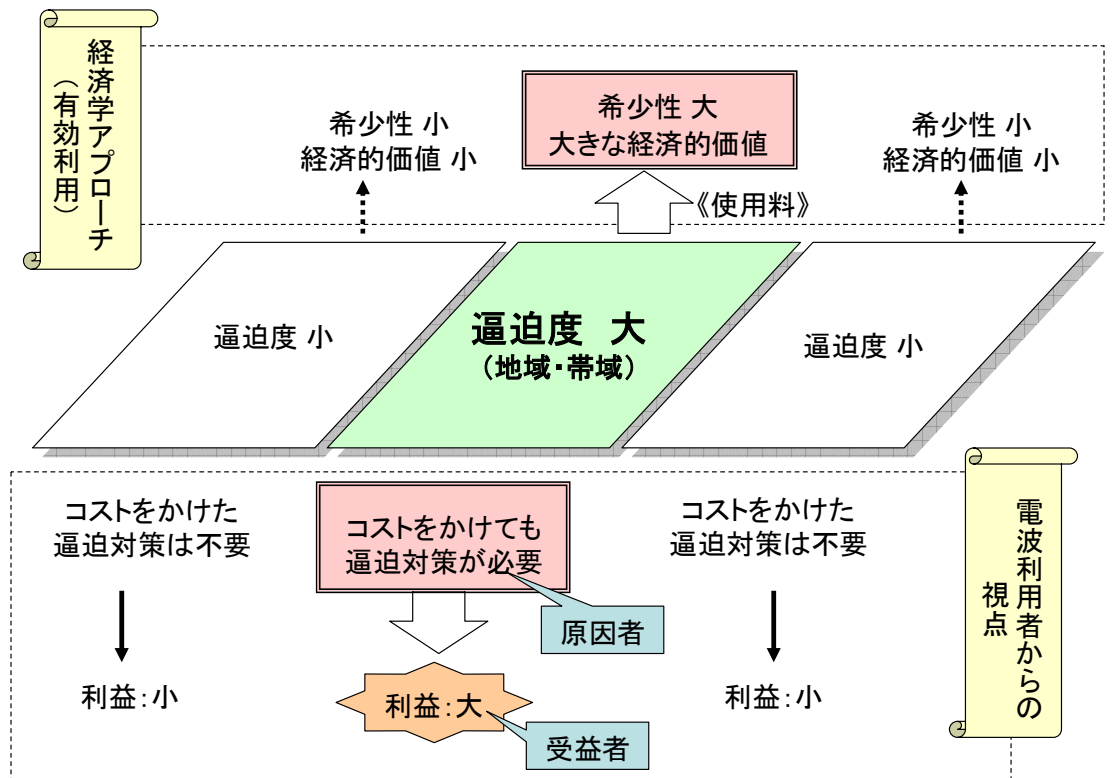 経済学アプローチ
（有効利用）
希少性 小
経済的価値 小
希少性 大
大きな経済的価値
希少性 小
経済的価値 小
《使用料》
逼迫度 小
逼迫度　大
（地域・帯域）
逼迫度 小
コストをかけた
逼迫対策は不要
コストをかけても
逼迫対策が必要
コストをかけた
逼迫対策は不要
電波利用者からの
視点
原因者
利益：小
利益：大
利益：小
受益者